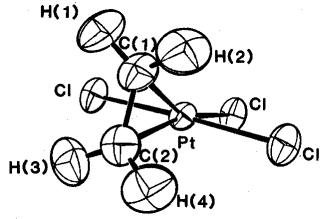 H(1)
C(1)
H(2)
Cl
Cl
Pt
Cl
H(3)
C(2)
H(4)